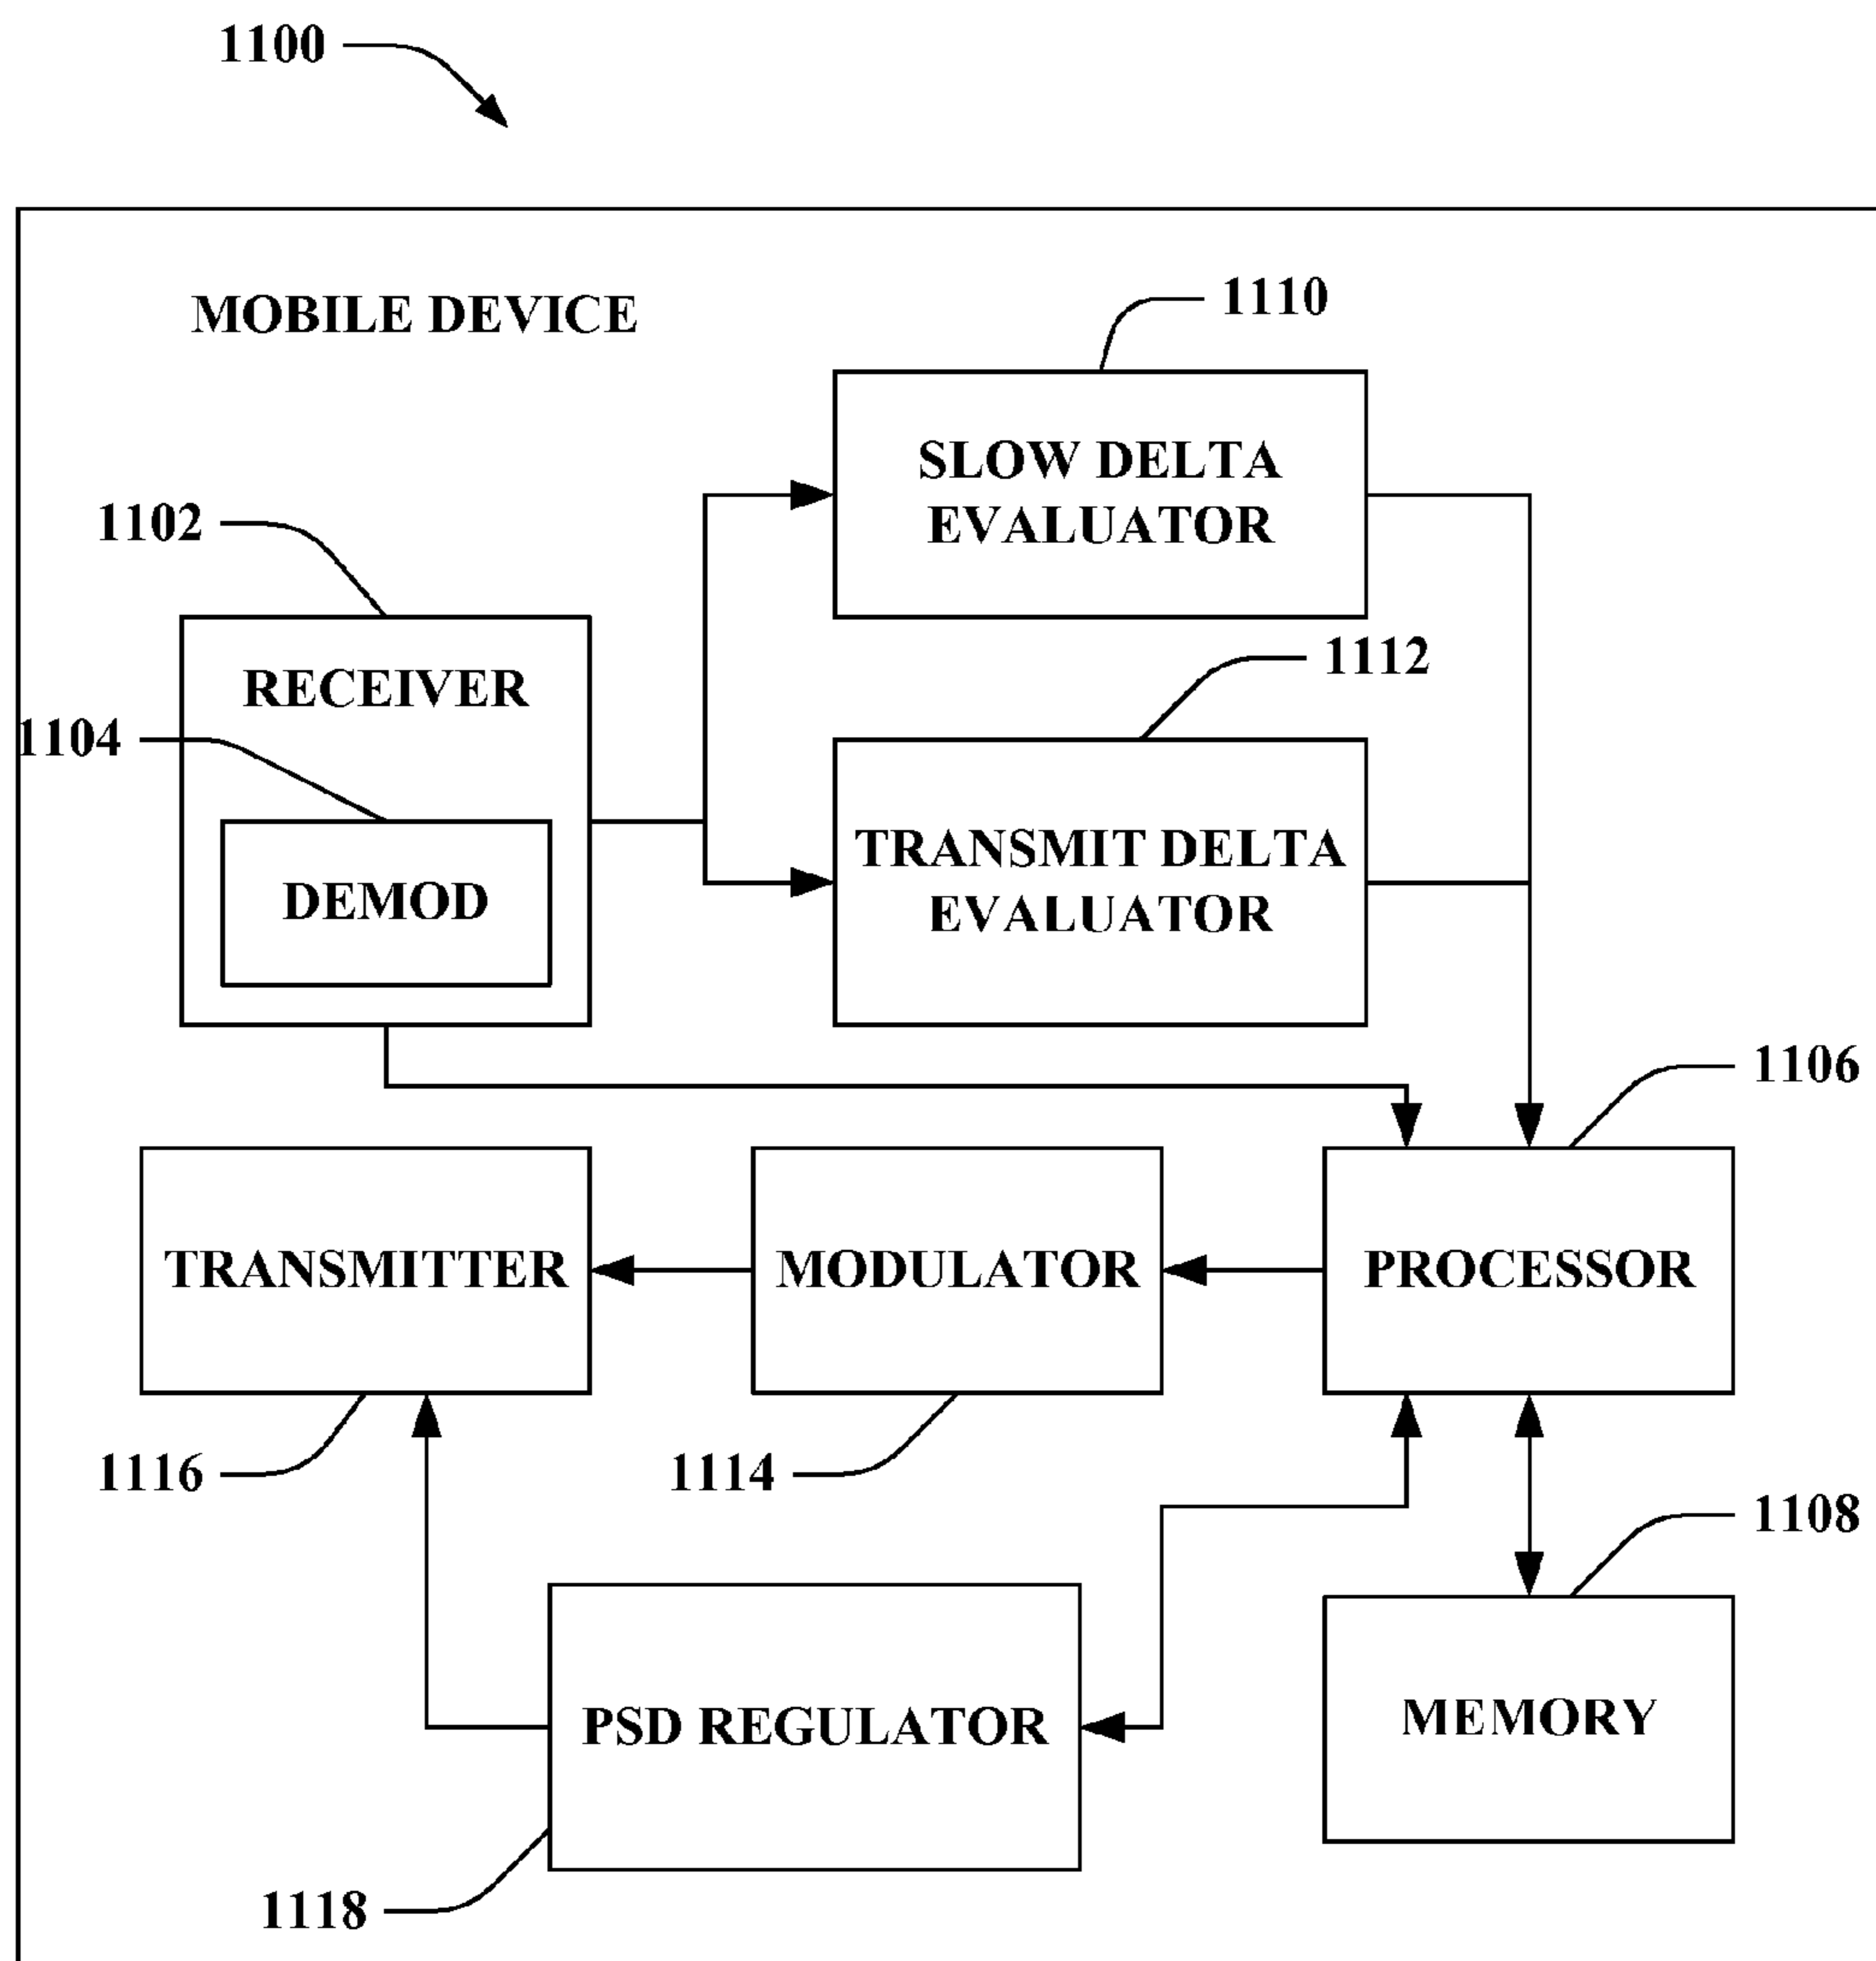 1100
MOBILE DEVICE
1110
SLOW DELTA
EVALUATOR
1102
1112
RECEIVER
1104
TRANSMIT DELTA
EVALUATOR
DEMOD
1106
TRANSMITTER
MODULATOR
PROCESSOR
1116
1114
1108
PSD REGULATOR
MEMORY
1118